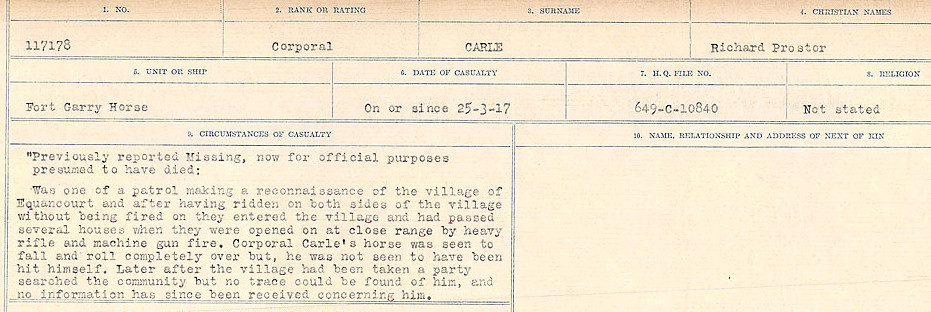 1. NO. 2. RANK OR RATING 3. SURNAME 4. CHRISTIAN NAMES
117178 Corporal CARLE Richard Prostor
5. UNIT OR SHIP 6. DATE OF CASUALTY 7. H. Q. FILE NO. 8. RELIGION
Fort Garry Horse On or since 25-3-17 649-C-10840 Not stated
9. CIRCUMSTANCES OF CASUALTY 10. NAME, RELATIONSHIP AND ADDRESS OF NEXT OF KIN
"Previously reported Missing, now for official purposes
presumed to have died:
Was one of a patrol making a reconnaissance of the village of
Equancourt and after having ridden on both sides of the village
without being fired on they entered the village and had passed
several houses when they were opened on at close range by heavy
rifle and machine gun fire. Corporal Carle's horse was seen to
fall and roll completely over but, he was not seen to have been
hit himself. Later after the village had been taken a party
searched the community but no trace could be found of him, and
no information has since been received concerning him.